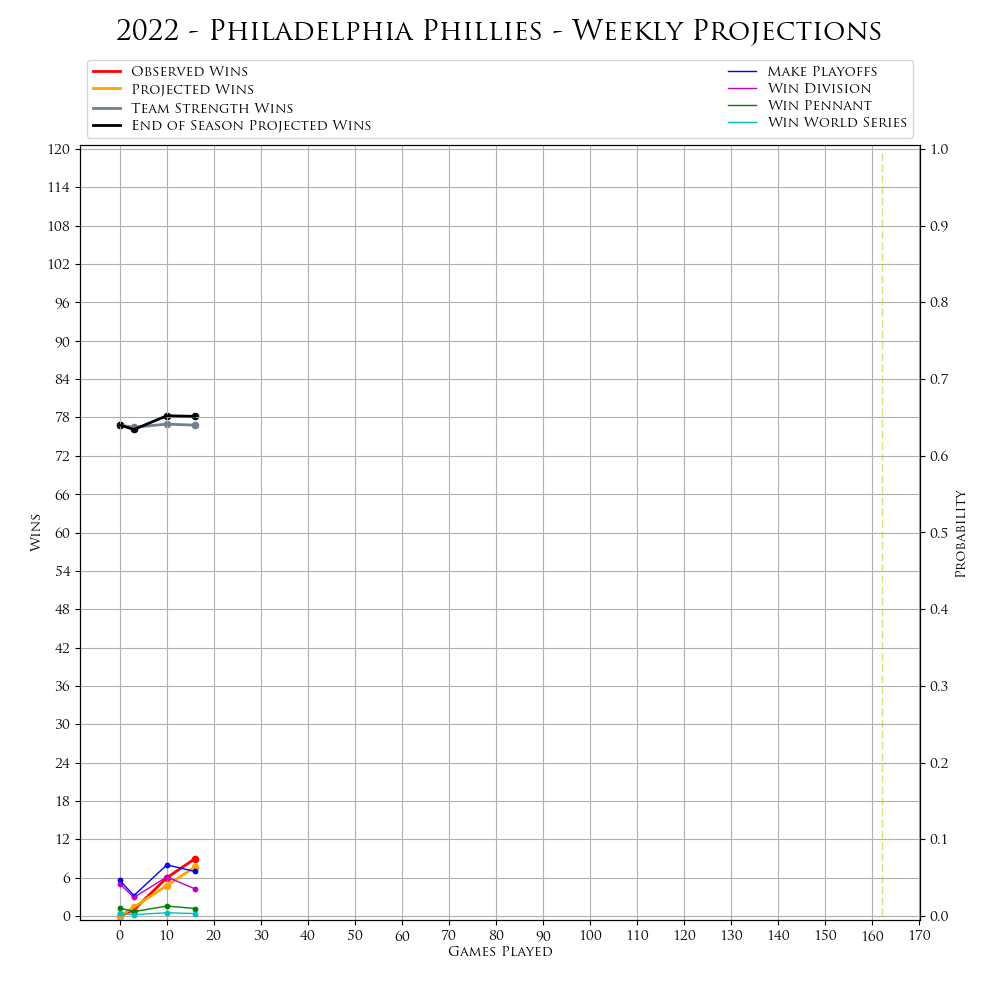 2022 - Philadelphia Phillies - Weekly Projections
Observed Wins
Projected Wins
Team Strength Wins
End of Season Projected Wins
Make Playoffs
Win Division
Win Pennant
Win World Series
120
114
108
102
96
90
84
78
72
66
60
54
48
42
36
30
24
18
12
6
0
Wins
1.0
0.9
0.8
0.7
0.6
0.5
0.4
0.3
0.2
0.1
0.0
Probability
0 10 20 30 40 50 60 70 80 90 100 110 120 130 140 150 160 170
Games Played